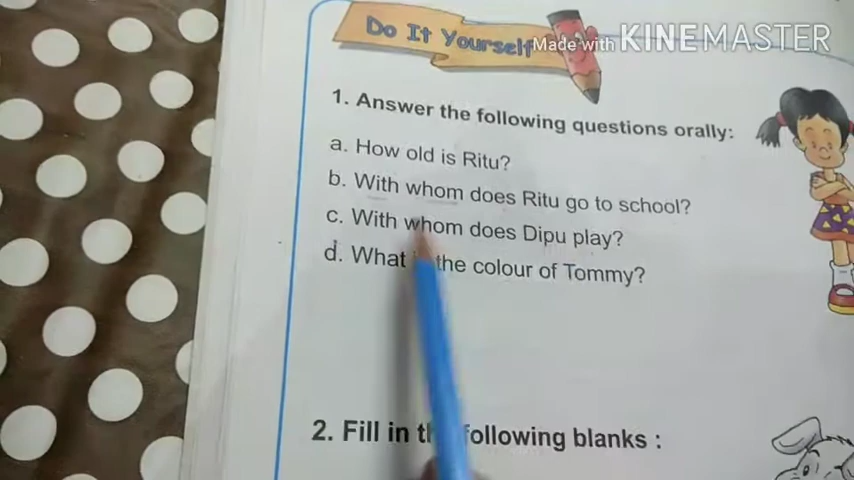 Do It Yourself
Made with KINEMASTER
1. Answer the following questions orally:
a. How old is Ritu?
b. With whom does Ritu go to school?
c. With whom does Dipu play?
d. What the colour of Tommy?
2. Fill in following blanks :